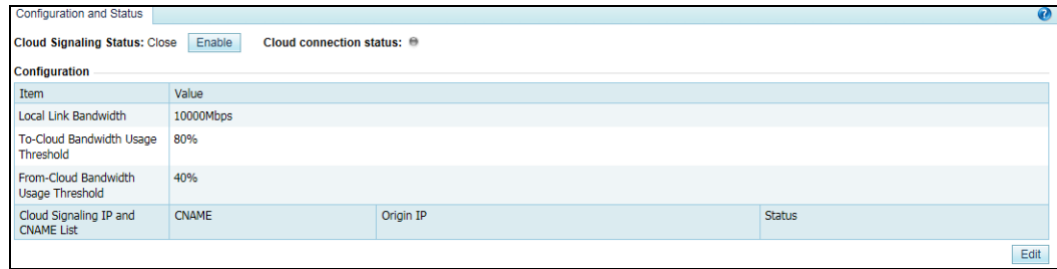 Configuration and Status
?
Cloud Signaling Status: Close Enable Cloud connection status:
Configuration
Item Value
Local Link Bandwidth 10000Mbps
To-Cloud Bandwidth Usage 80%
Threshold
From-Cloud Bandwidth 40%
Usage Threshold
Cloud Signaling IP and CNAME Origin IP Status
CNAME List
Edit